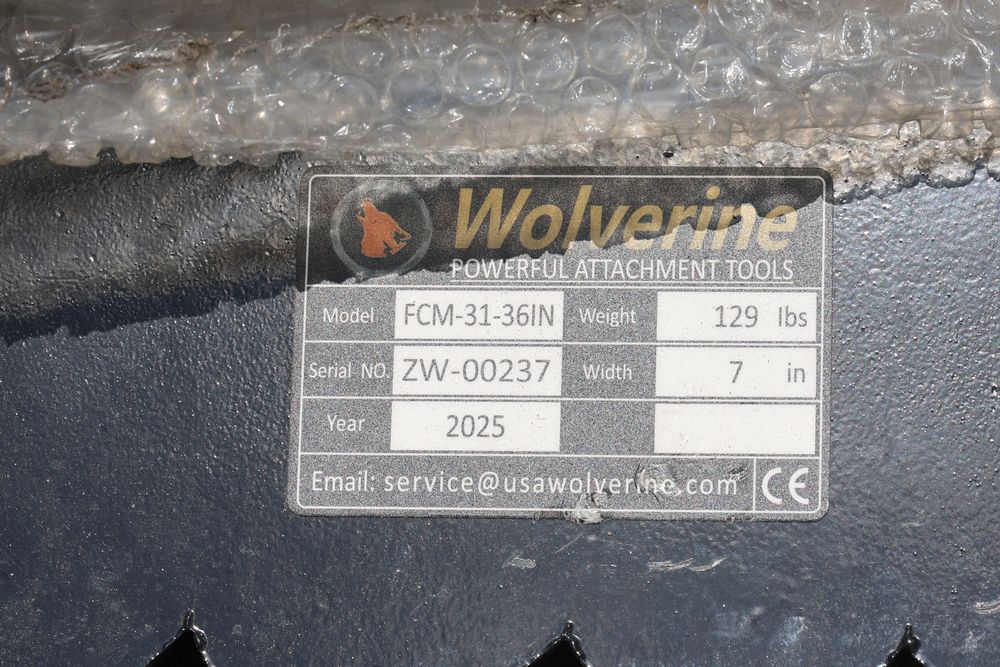 Wolverine
POWERFUL ATTACHMENT TOOLS
Model FCM-31-36IN Weight 129 lbs
Serial NO. ZW-00237 Width 7 in
Year 2025
Email: service@usawolverine.com CE